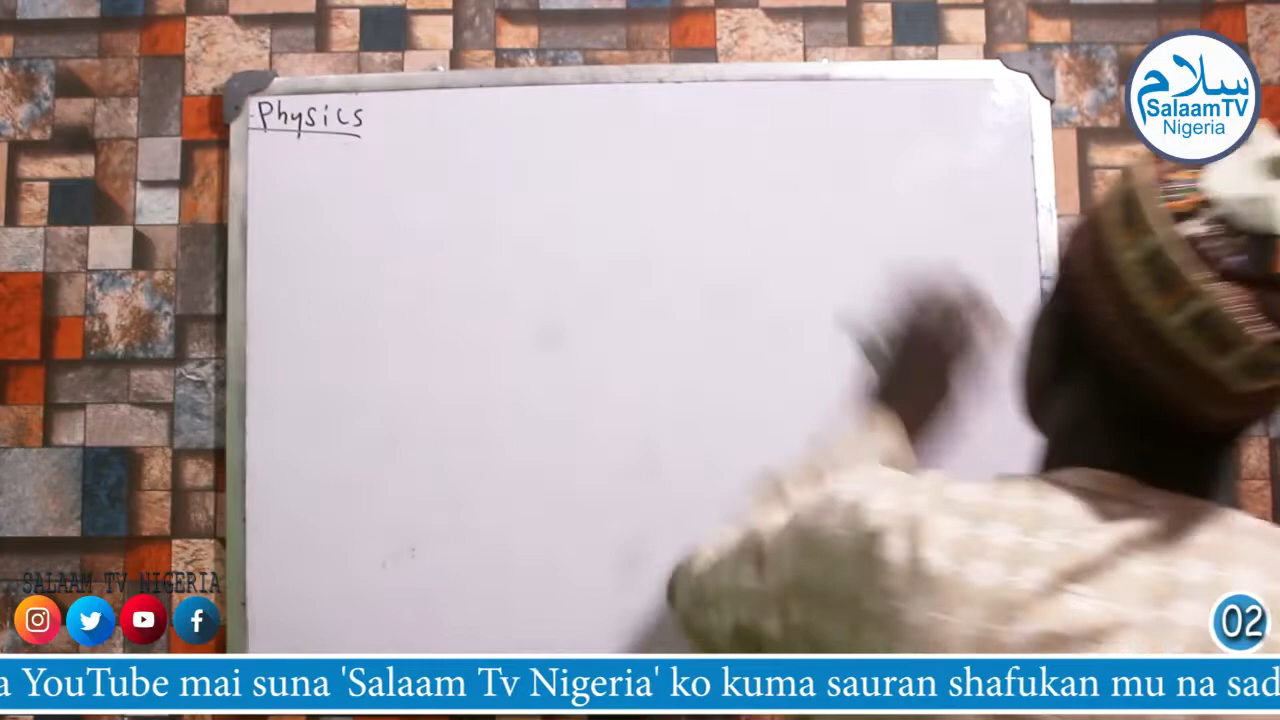 Physics
سلام
SalaamTV
Nigeria
SALAAM TV NIGERIA
02
a YouTube mai suna 'Salaam Tv Nigeria' ko kuma sauran shafukan mu na sad